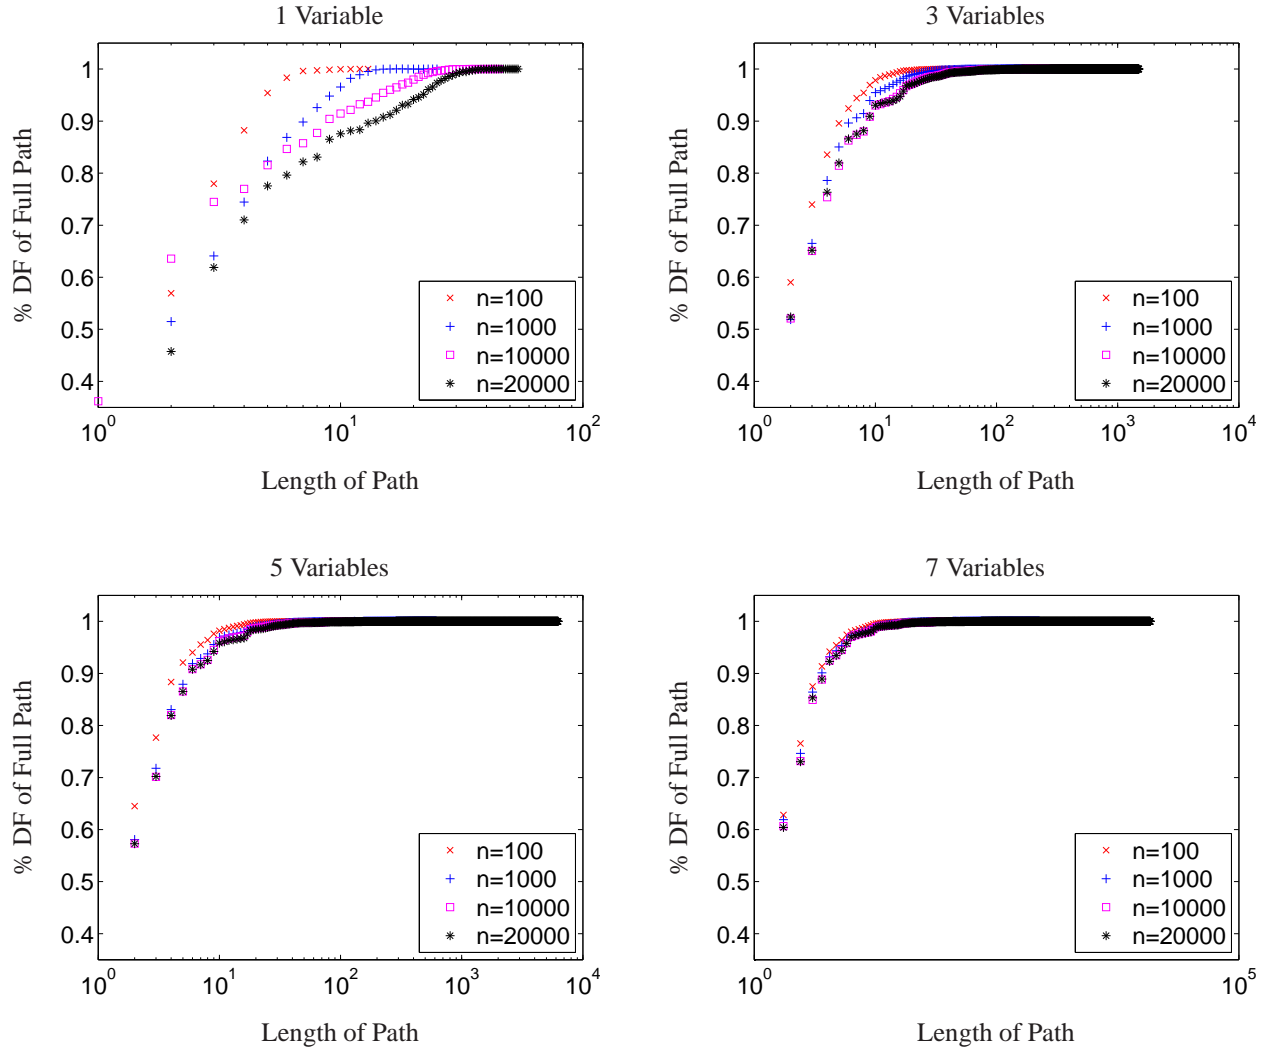 1 Variable
% DF of Full Path
1
0.9
0.8
0.7
0.6
0.5
0.4
n=100
n=1000
n=10000
n=20000
10^0 10^1 10^2
Length of Path
3 Variables
% DF of Full Path
1
0.9
0.8
0.7
0.6
0.5
0.4
n=100
n=1000
n=10000
n=20000
10^0 10^1 10^2 10^3 10^4
Length of Path
5 Variables
% DF of Full Path
1
0.9
0.8
0.7
0.6
0.5
0.4
n=100
n=1000
n=10000
n=20000
10^0 10^1 10^2 10^3 10^4
Length of Path
7 Variables
% DF of Full Path
1
0.9
0.8
0.7
0.6
0.5
0.4
n=100
n=1000
n=10000
n=20000
10^0 10^5
Length of Path